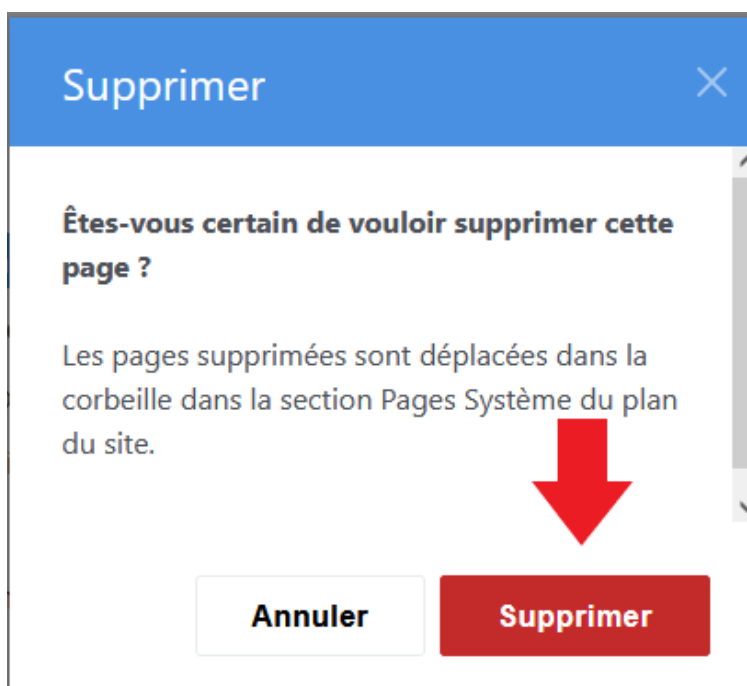 Supprimer
Êtes-vous certain de vouloir supprimer cette
page ?
Les pages supprimées sont déplacées dans la
corbeille dans la section Pages Système du plan
du site.
Annuler
Supprimer